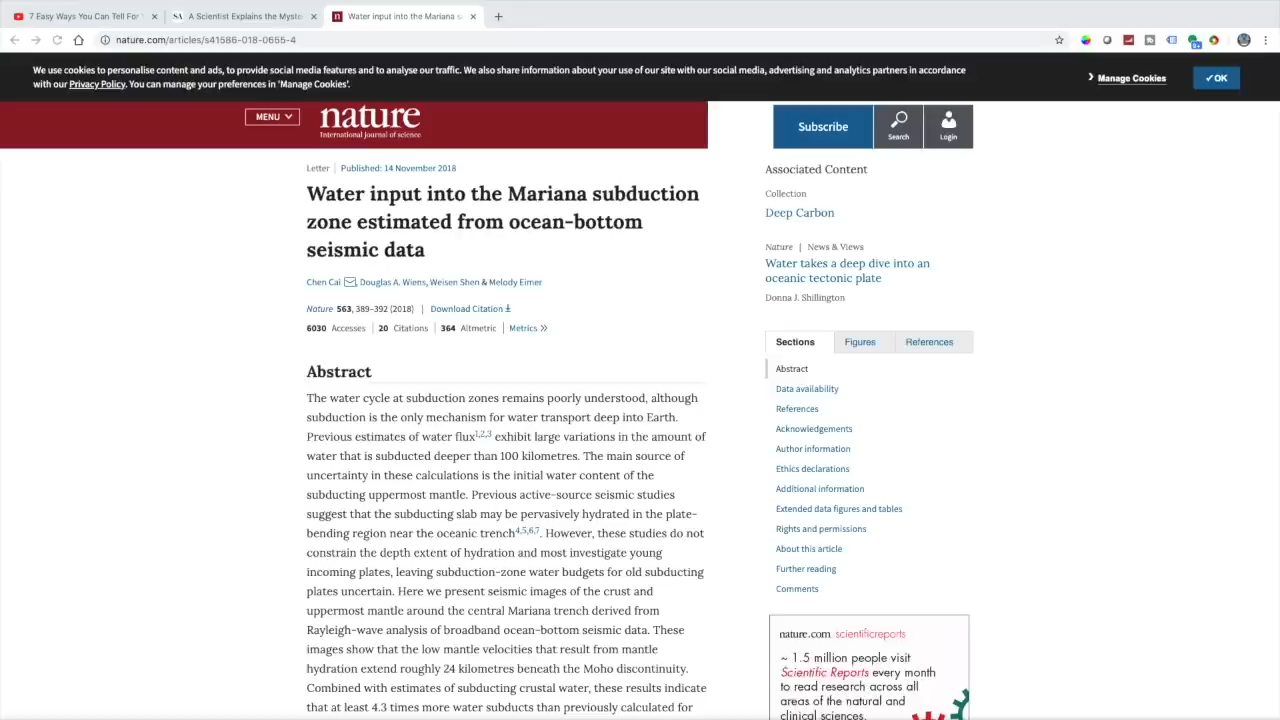 7 Easy Ways You Can Tell For
A Scientist Explains the Myste
Water input into the Mariana s
nature.com/articles/s41586-018-0655-4
We use cookies to personalise content and ads, to provide social media features and to analyse our traffic. We also share information about your use of our site with our social media, advertising and analytics partners in accordance
with our Privacy Policy. You can manage your preferences in 'Manage Cookies'.
Manage Cookies
✓OK
MENU
nature
International journal of science
Subscribe
Search
Login
Letter | Published: 14 November 2018
Water input into the Mariana subduction
zone estimated from ocean-bottom
seismic data
Chen Cai, Douglas A. Wiens, Weisen Shen & Melody Eimer
Nature 563, 389–392 (2018) | Download Citation
6030 Accesses | 20 Citations | 364 Altmetric | Metrics
Abstract
The water cycle at subduction zones remains poorly understood, although
subduction is the only mechanism for water transport deep into Earth.
Previous estimates of water flux1,2,3 exhibit large variations in the amount of
water that is subducted deeper than 100 kilometres. The main source of
uncertainty in these calculations is the initial water content of the
subducting uppermost mantle. Previous active-source seismic studies
suggest that the subducting slab may be pervasively hydrated in the plate-
bending region near the oceanic trench4,5,6,7. However, these studies do not
constrain the depth extent of hydration and most investigate young
incoming plates, leaving subduction-zone water budgets for old subducting
plates uncertain. Here we present seismic images of the crust and
uppermost mantle around the central Mariana trench derived from
Rayleigh-wave analysis of broadband ocean-bottom seismic data. These
images show that the low mantle velocities that result from mantle
hydration extend roughly 24 kilometres beneath the Moho discontinuity.
Combined with estimates of subducting crustal water, these results indicate
that at least 4.3 times more water subducts than previously calculated for
Associated Content
Collection
Deep Carbon
Nature | News & Views
Water takes a deep dive into an
oceanic tectonic plate
Donna J. Shillington
Sections
Figures
References
Abstract
Data availability
References
Acknowledgements
Author information
Ethics declarations
Additional information
Extended data figures and tables
Rights and permissions
About this article
Further reading
Comments
nature.com scientificreports
~ 1.5 million people visit
Scientific Reports every month
to read research across all
areas of the natural and
clinical sciences.